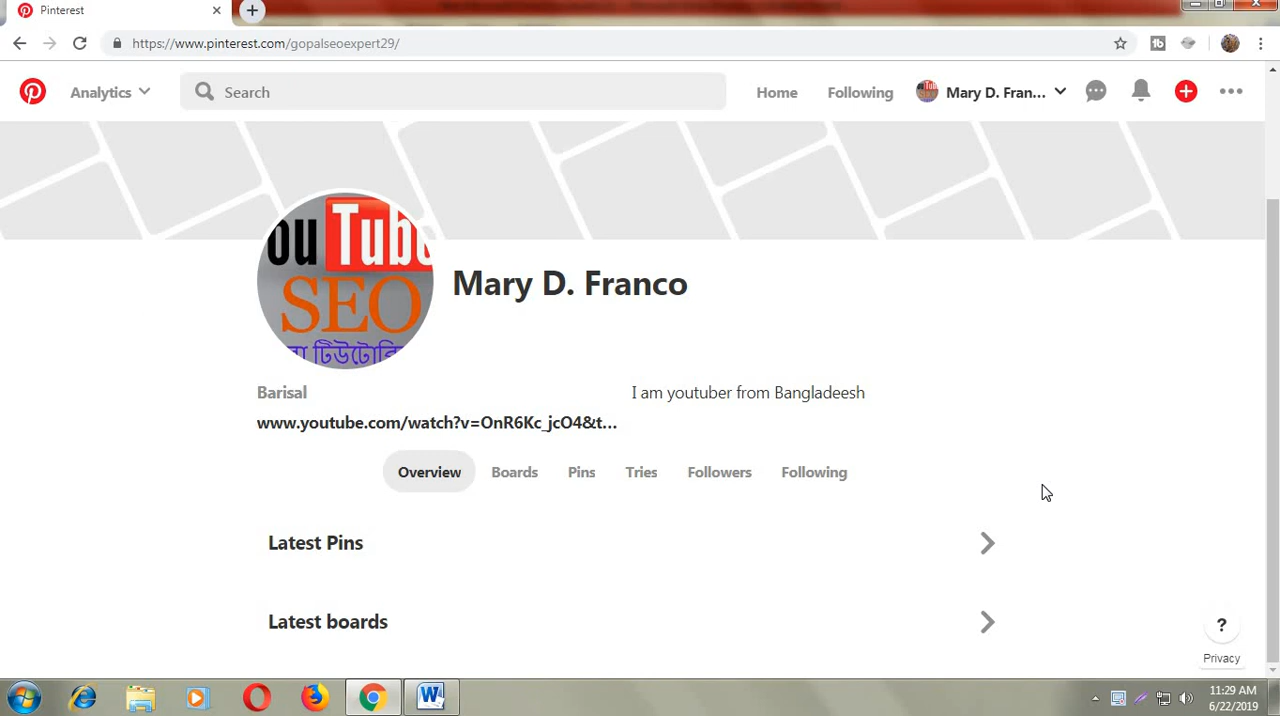 Pinterest
https://www.pinterest.com/gopalseoexpert29/
Analytics
Search
Home
Following
Mary D. Fran...
ou Tube
SEO
Mary D. Franco
Barisal
I am youtuber from Bangladeesh
www.youtube.com/watch?v=OnR6Kc_jcO4&t...
Overview
Boards
Pins
Tries
Followers
Following
Latest Pins
Latest boards
?
Privacy
11:29 AM
6/22/2019